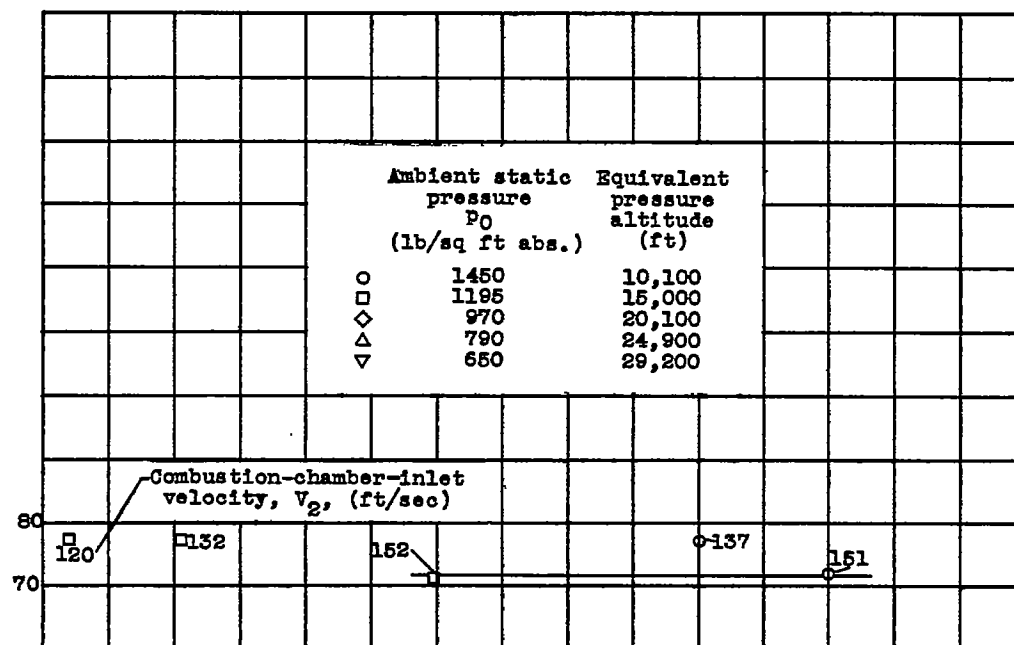 Ambient static Equivalent
pressure pressure
p0 altitude
(lb/sq ft abs.) (ft)
○ 1450 10,100
□ 1195 15,000
◇ 970 20,100
△ 790 24,900
▽ 650 29,200
Combustion-chamber-inlet
velocity, V2, (ft/sec)
80
120
132
152
137
151
70